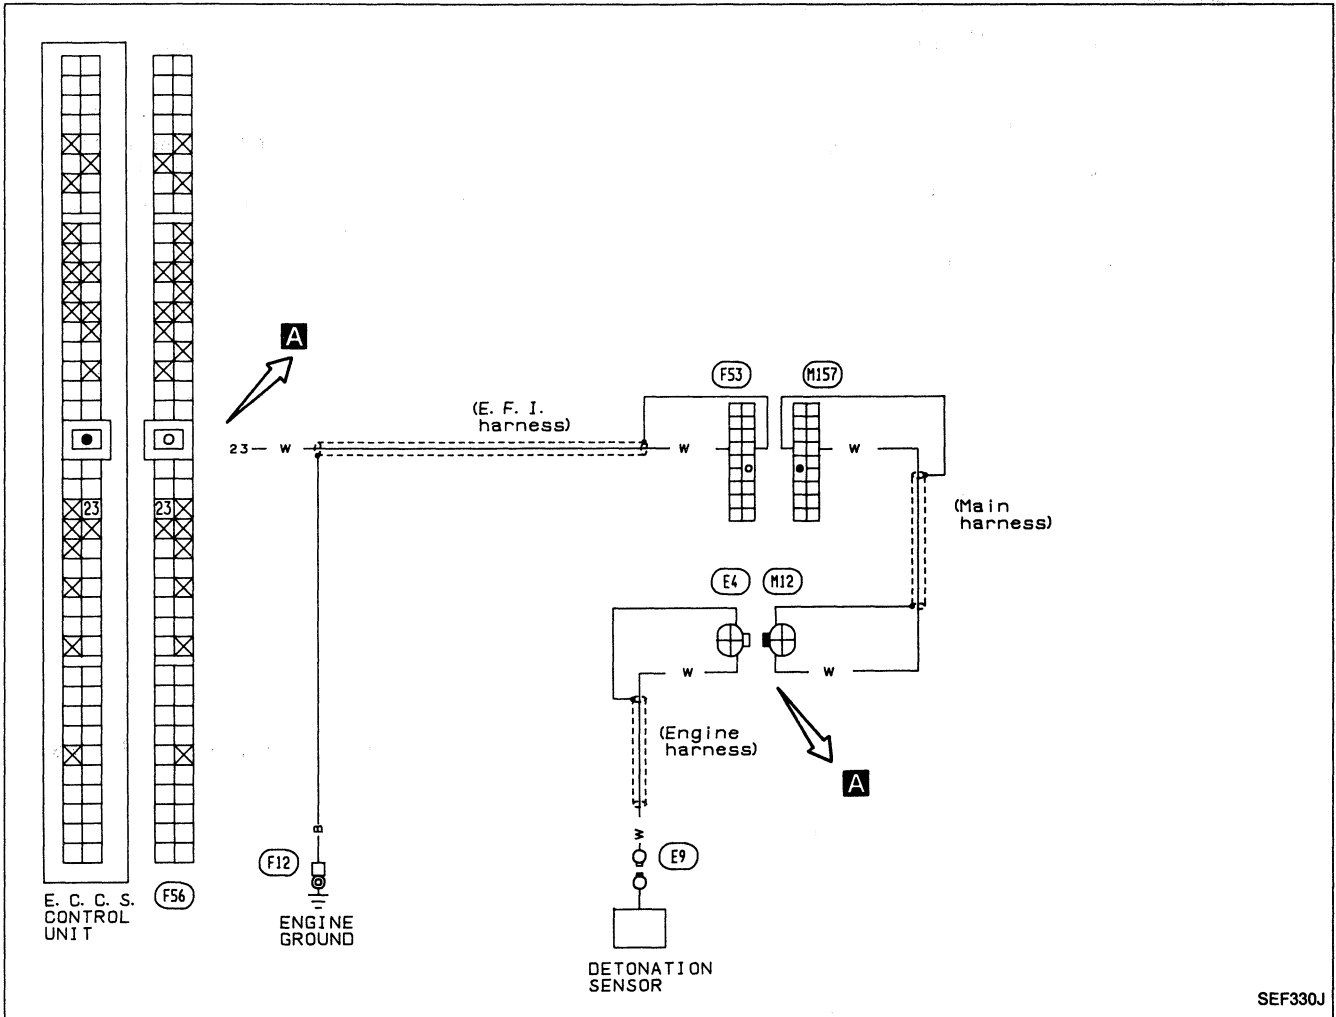 A
F53
M157
(E. F. I.
harness)
23
W
W
W
23
23
(Main
harness)
E4
M12
W
W
(Engine
harness)
A
B
W
F12
E9
E. C. C. S.
CONTROL
UNIT
F56
ENGINE
GROUND
DETONATION
SENSOR
SEF330J